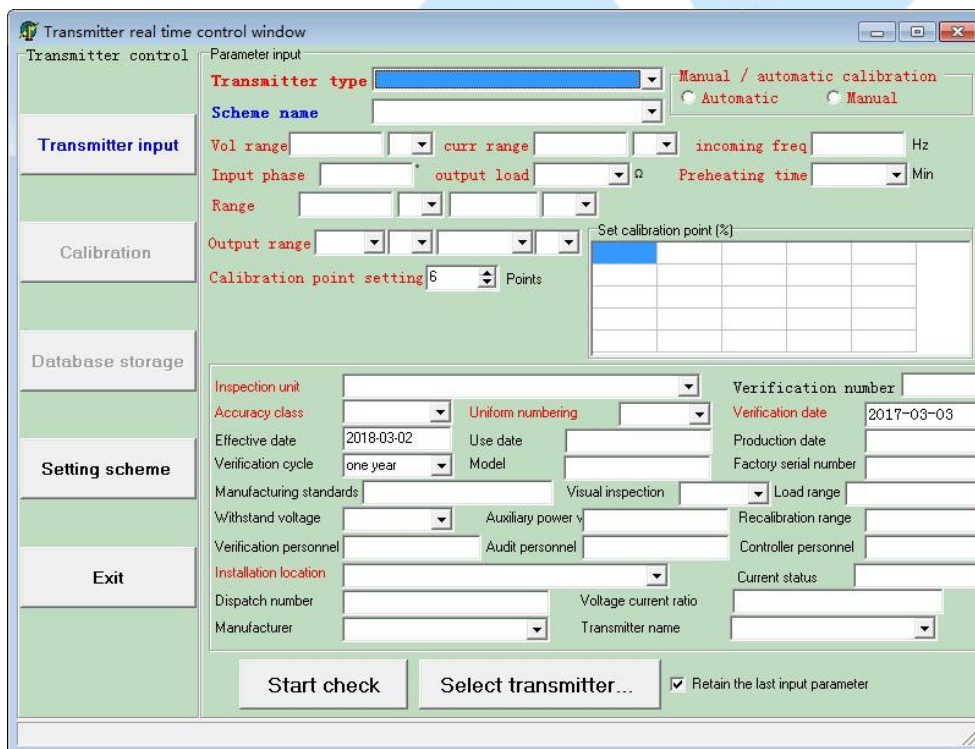 Transmitter real time control window
Transmitter control
Parameter input
Transmitter type
Manual / automatic calibration
Automatic Manual
Scheme name
Transmitter input
Vol range curr range incoming freq Hz
Input phase ° output load Ω Preheating time Min
Range
Output range
Set calibration point (%)
Calibration
Calibration point setting 6 Points
Database storage
Inspection unit Verification number
Accuracy class Uniform numbering Verification date 2017-03-03
Effective date 2018-03-02 Use date Production date
Verification cycle one year Model Factory serial number
Setting scheme
Manufacturing standards Visual inspection Load range
Withstand voltage Auxiliary power v Recalibration range
Verification personnel Audit personnel Controller personnel
Exit
Installation location Current status
Dispatch number Voltage current ratio
Manufacturer Transmitter name
Start check Select transmitter... Retain the last input parameter